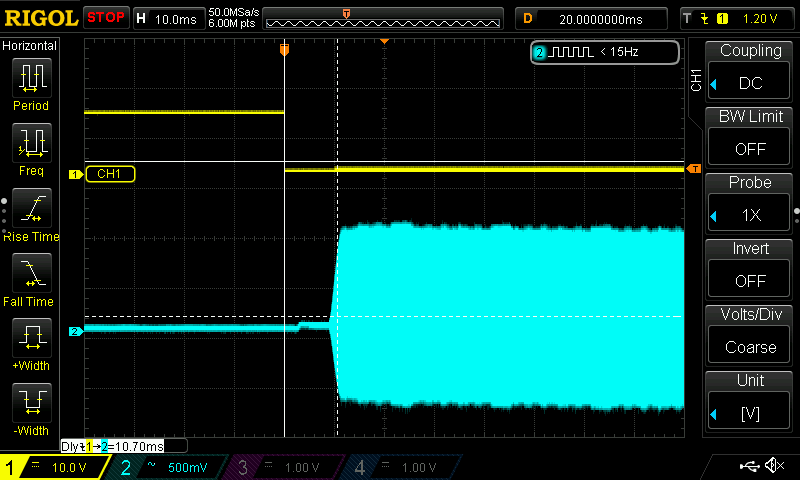 RIGOL STOP H 10.0ms 50.0MSa/s 6.00M pts T D 20.0000000ms T 1 1.20 V
Horizontal
Period
Freq
Rise Time
Fall Time
+Width
-Width
T
2 < 15Hz
1 CH1
T
2
Dly 1→2=10.70ms
CH1
Coupling
DC
BW Limit
OFF
Probe
1X
Invert
OFF
Volts/Div
Coarse
Unit
[V]
1 = 10.0 V 2 ~ 500mV 3 = 1.00 V 4 = 1.00 V